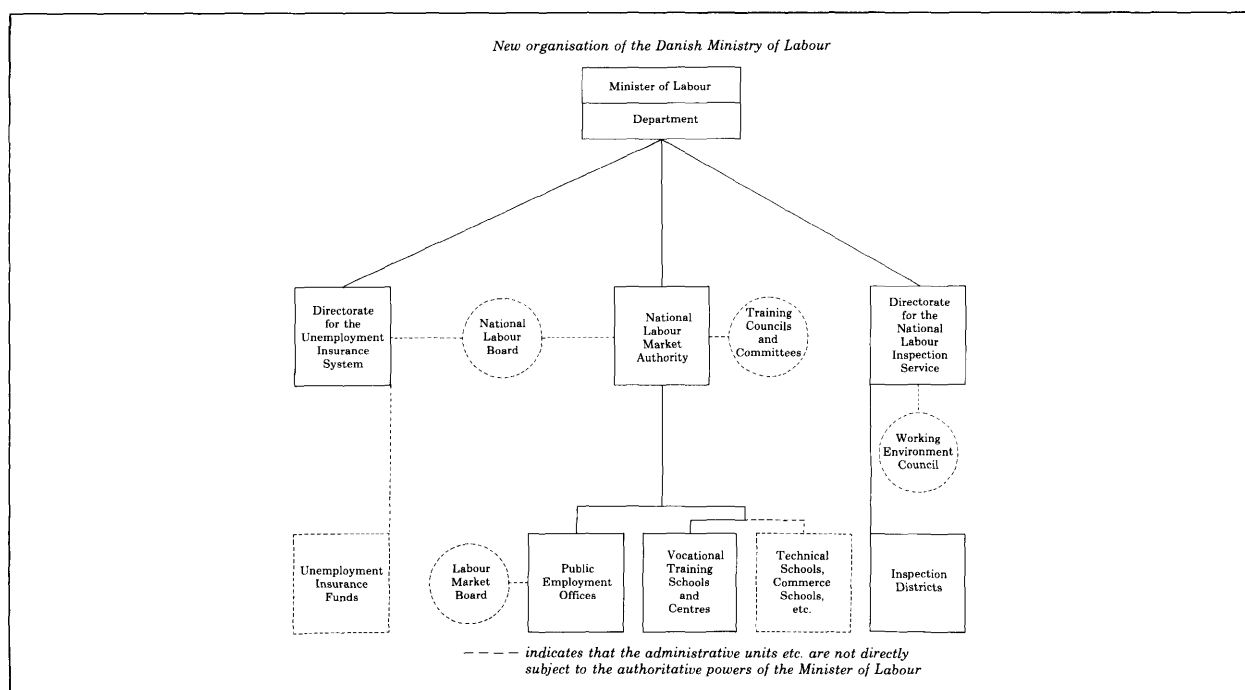 New organisation of the Danish Ministry of Labour
Minister of Labour
Department
Directorate
for the
Unemployment
Insurance
System
National
Labour
Board
National
Labour
Market
Authority
Training
Councils
and
Committees
Directorate
for the
National
Labour
Inspection
Service
Working
Environment
Council
Unemployment
Insurance
Funds
Labour
Market
Board
Public
Employment
Offices
Vocational
Training
Schools
and
Centres
Technical
Schools,
Commerce
Schools,
etc.
Inspection
Districts
---- indicates that the administrative units etc. are not directly
subject to the authoritative powers of the Minister of Labour